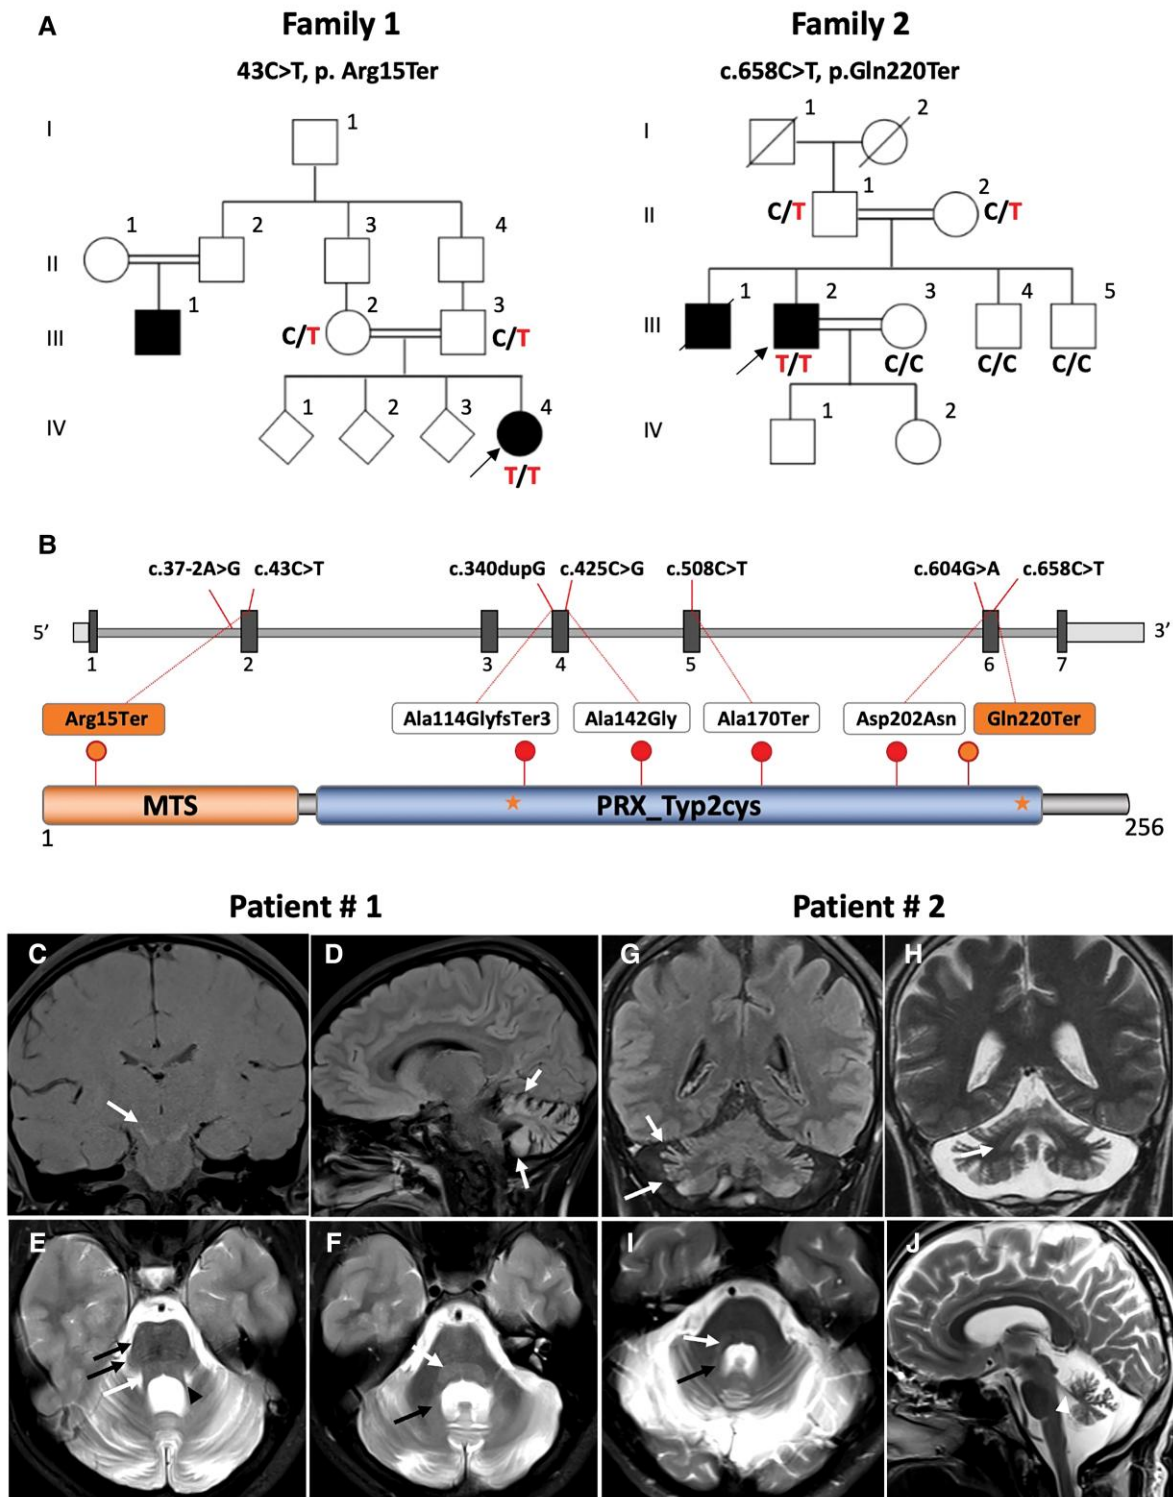 A
Family 1
Family 2
43C>T, p. Arg15Ter
c.658C>T, p.Gln220Ter
I
1
I
1
2
II
1
2
3
4
II
C/T
1
2
C/T
III
1
C/T
2
3
C/T
III
1
2
3
4
5
T/T
C/C
C/C
C/C
IV
1
2
3
4
T/T
IV
1
2
B
c.37-2A>G
c.43C>T
c.340dupG
c.425C>G
c.508C>T
c.604G>A
c.658C>T
5’
3’
1
2
3
4
5
6
7
Arg15Ter
Ala114GlyfsTer3
Ala142Gly
Ala170Ter
Asp202Asn
Gln220Ter
MTS
PRX_Typ2cys
1
256
Patient # 1
Patient # 2
C
D
G
H
E
F
I
J